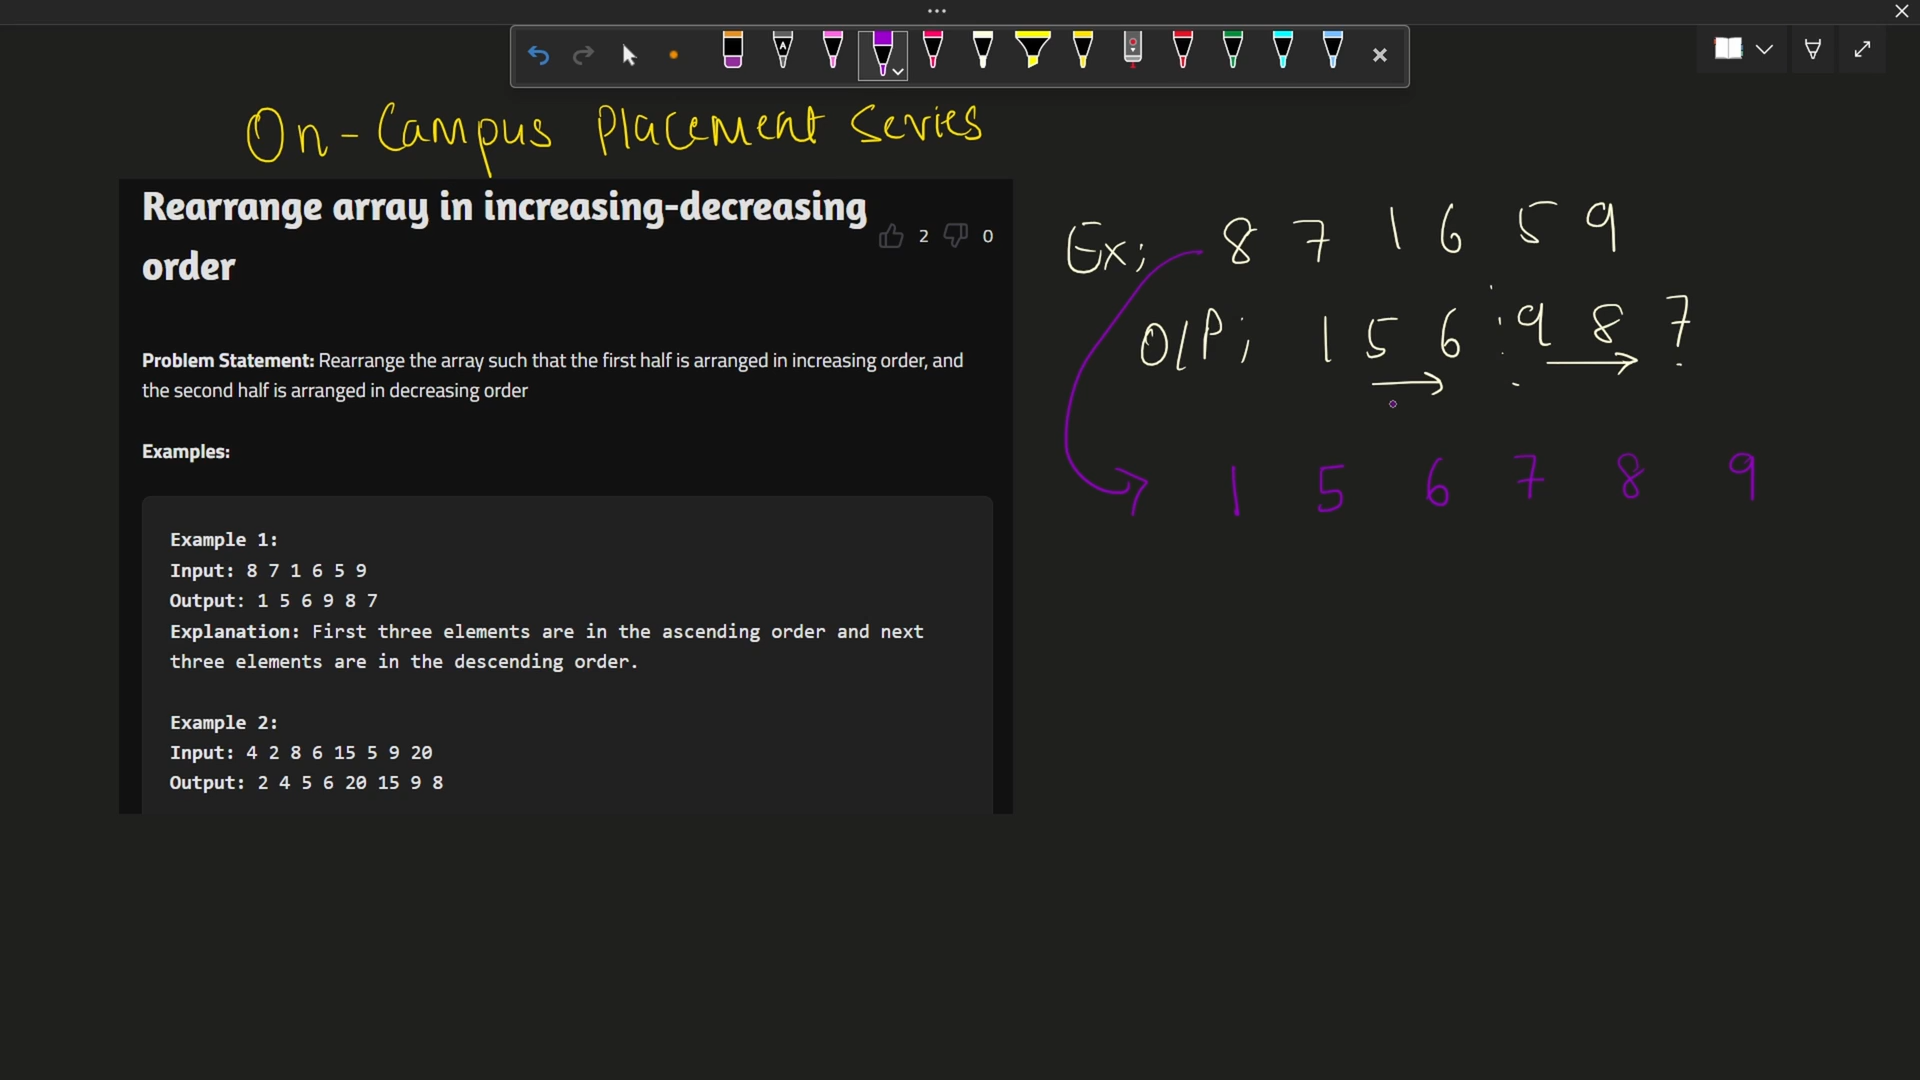 On-Campus Placement Series
Rearrange array in increasing-decreasing
order
2 0
Problem Statement: Rearrange the array such that the first half is arranged in increasing order, and
the second half is arranged in decreasing order
Examples:
Example 1:
Input: 8 7 1 6 5 9
Output: 1 5 6 9 8 7
Explanation: First three elements are in the ascending order and next
three elements are in the descending order.
Example 2:
Input: 4 2 8 6 15 5 9 20
Output: 2 4 5 6 20 15 9 8
Ex; 8 7 1 6 5 9
O/P; 1 5 6 9 8 7
1 5 6 7 8 9